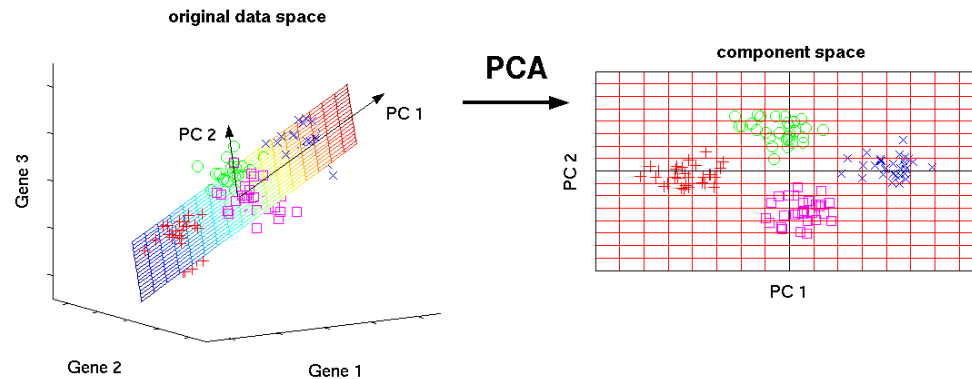 original data space
PC 1
PC 2
Gene 3
Gene 2
Gene 1
PCA
component space
PC 2
PC 1